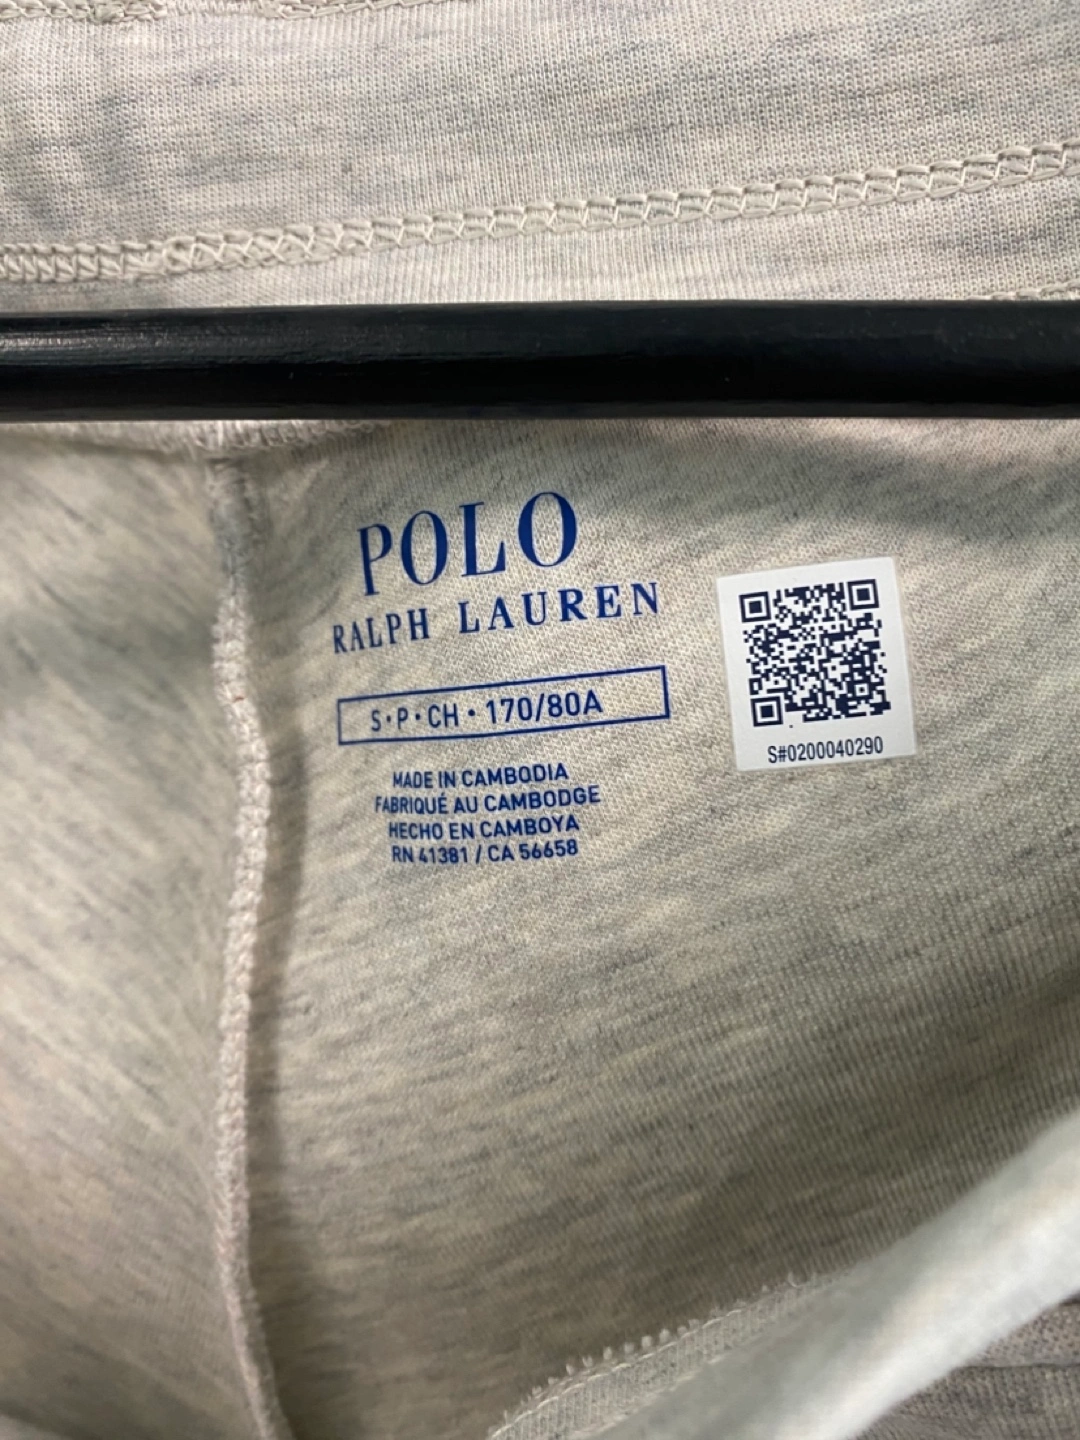 POLO
RALPH LAUREN
S•P•CH•170/80A
MADE IN CAMBODIA
FABRIQUÉ AU CAMBODGE
HECHO EN CAMBOYA
RN 41381 / CA 56658
S#0200040290